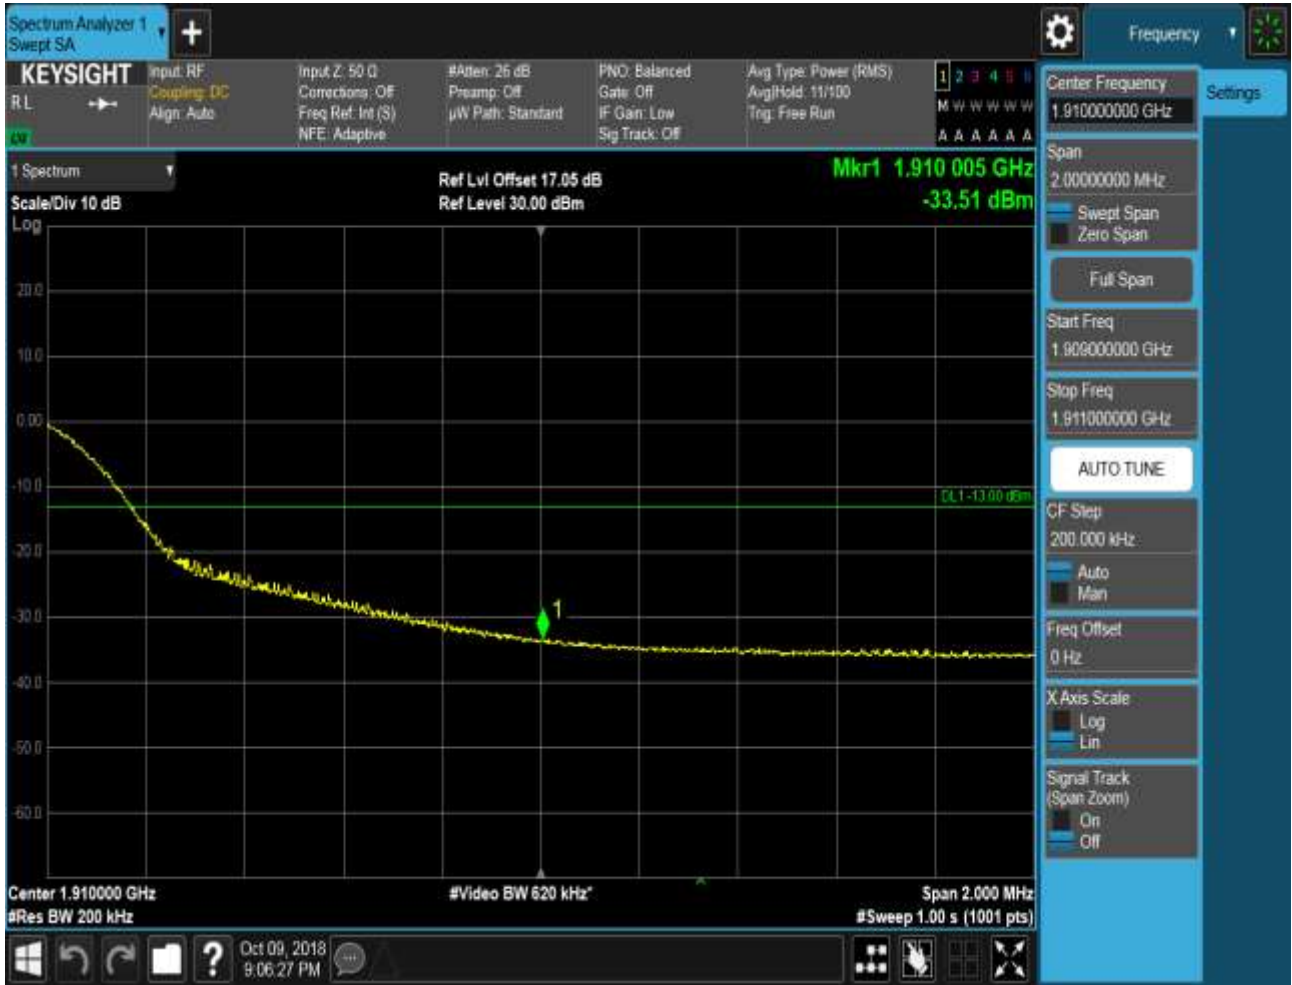 Spectrum Analyzer 1
Swept SA
+
Frequency
KEYSIGHT
R L
LXI
Input: RF
Coupling: DC
Align: Auto
Input Z: 50 Ω
Corrections: Off
Freq Ref: Int (S)
NFE: Adaptive
#Atten: 26 dB
Preamp: Off
µW Path: Standard
PNO: Balanced
Gate: Off
IF Gain: Low
Sig Track: Off
Avg Type: Power (RMS)
Avg|Hold: 11/100
Trig: Free Run
1 2 3 4 5 6
M W W W W W
A A A A A A
1 Spectrum
Scale/Div 10 dB
Log
Ref Lvl Offset 17.05 dB
Ref Level 30.00 dBm
Mkr1 1.910 005 GHz
-33.51 dBm
20.0
10.0
0.00
-10.0
-20.0
-30.0
-40.0
-50.0
-60.0
DL1 -13.00 dBm
1
Center 1.910000 GHz
#Res BW 200 kHz
#Video BW 620 kHz*
Span 2.000 MHz
#Sweep 1.00 s (1001 pts)
?
Oct 09, 2018
9:06:27 PM
Center Frequency
1.910000000 GHz
Settings
Span
2.00000000 MHz
Swept Span
Zero Span
Full Span
Start Freq
1.909000000 GHz
Stop Freq
1.911000000 GHz
AUTO TUNE
CF Step
200.000 kHz
Auto
Man
Freq Offset
0 Hz
X Axis Scale
Log
Lin
Signal Track
(Span Zoom)
On
Off